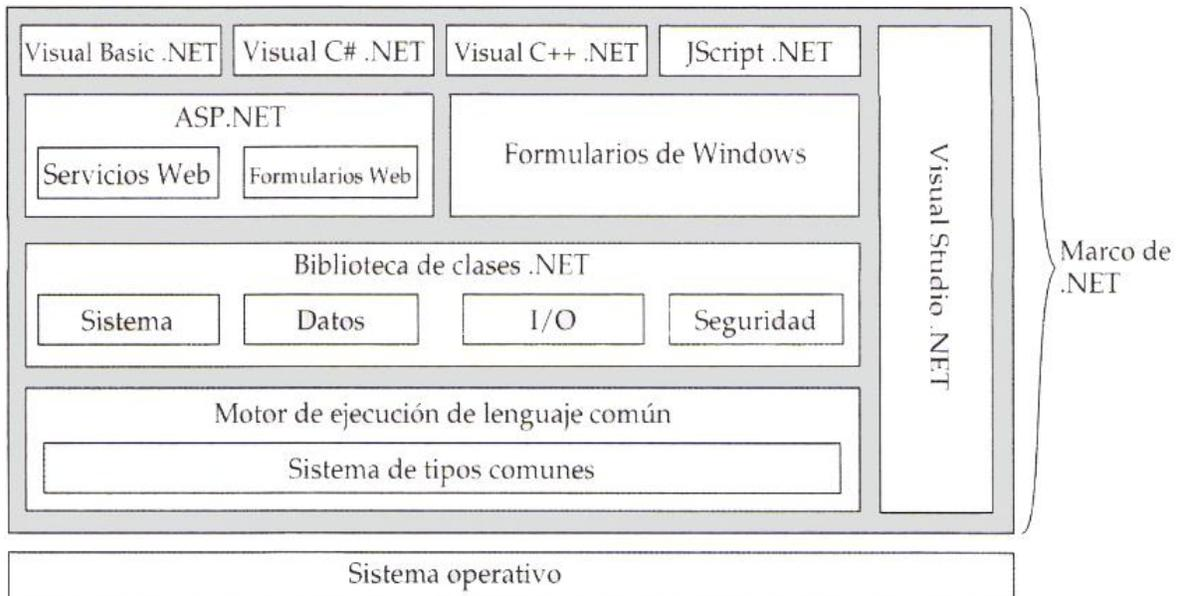 Visual Basic .NET
Visual C# .NET
Visual C++ .NET
JScript .NET
ASP.NET
Servicios Web
Formularios Web
Formularios de Windows
Biblioteca de clases .NET
Sistema
Datos
I/O
Seguridad
Motor de ejecución de lenguaje común
Sistema de tipos comunes
Visual Studio .NET
Marco de
.NET
Sistema operativo